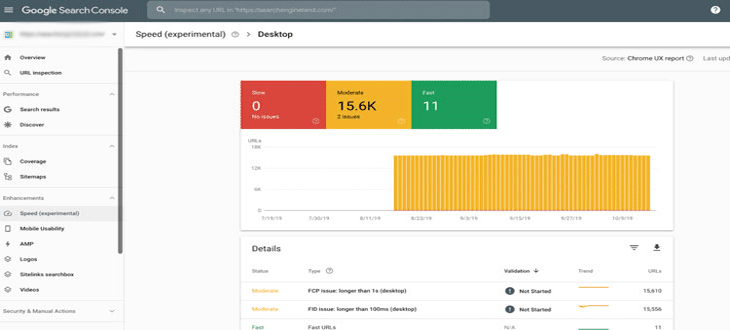 Google Search Console
Inspect any URL in "https://searchengineland.com/"
Speed (experimental) > Desktop
Source: Chrome UX report
Last upd
Overview
URL inspection
Performance
Search results
Discover
Index
Coverage
Sitemaps
Enhancements
Speed (experimental)
Mobile Usability
AMP
Logos
Sitelinks searchbox
Videos
Security & Manual Actions
Slow
0
No issues
Moderate
15.6K
2 issues
Fast
11
URLs
18K
12K
6K
0
7/19/19 7/30/19 8/11/19 8/23/19 9/3/19 9/15/19 9/27/19 10/9/19
Details
Status Type Validation Trend URLs
Moderate FCP issue: longer than 1s (desktop) Not Started 15,610
Moderate FID issue: longer than 100ms (desktop) Not Started 15,556
Fast Fast URLs N/A 11